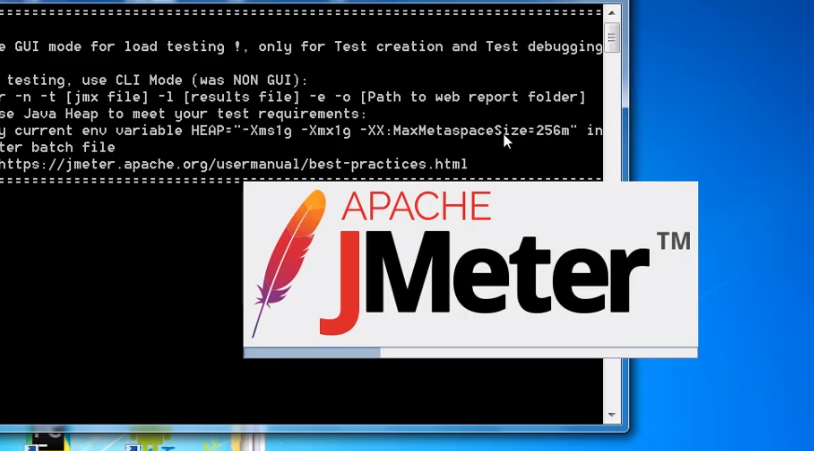 ================================================================================
e GUI mode for load testing !, only for Test creation and Test debugging
testing, use CLI Mode (was NON GUI):
r -n -t [jmx file] -l [results file] -e -o [Path to web report folder]
se Java Heap to meet your test requirements:
y current env variable HEAP="-Xms1g -Xmx1g -XX:MaxMetaspaceSize=256m" in
ter batch file
https://jmeter.apache.org/usermanual/best-practices.html
================================================================================
APACHE
JMeter™